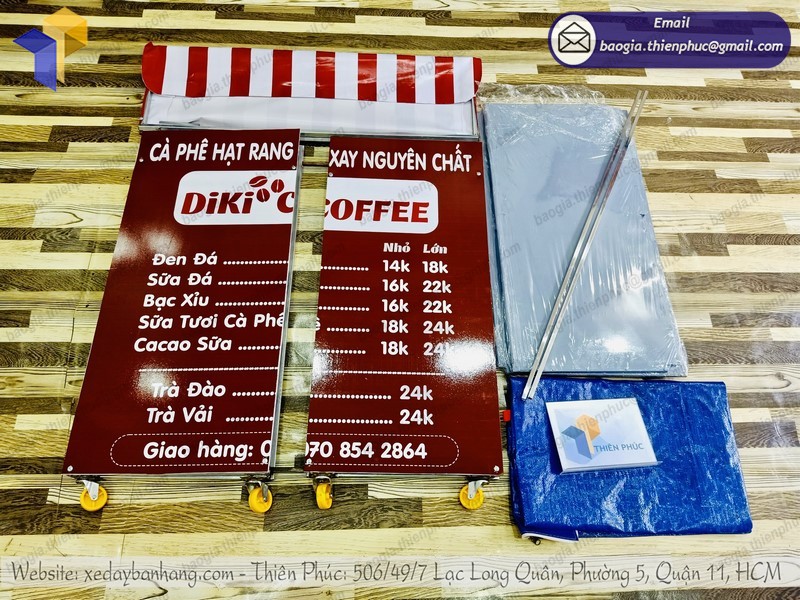 Email
baogia.thienphuc@gmail.com
CÀ PHÊ HẠT RANG XAY NGUYÊN CHẤT
DiKi C COFFEE
Nhỏ Lớn
Đen Đá .................... 14k 18k
Sữa Đá .................... 16k 22k
Bạc Xỉu .................... 16k 22k
Sữa Tươi Cà Phê .......... 18k 24k
Cacao Sữa .................... 18k 24k
Trà Đào .................... 24k
Trà Vải .................... 24k
Giao hàng: 070 854 2864
THIÊN PHÚC
Website: xedaybanhang.com - Thiên Phúc: 506/49/7 Lạc Long Quân, Phường 5, Quận 11, HCM